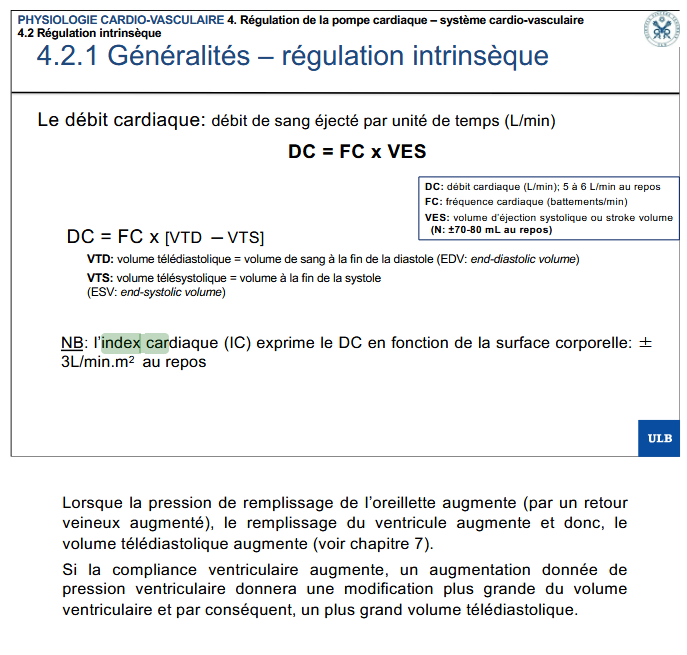 PHYSIOLOGIE CARDIO-VASCULAIRE 4. Régulation de la pompe cardiaque – système cardio-vasculaire
4.2 Régulation intrinsèque
4.2.1 Généralités – régulation intrinsèque
Le débit cardiaque: débit de sang éjecté par unité de temps (L/min)
DC = FC x VES
DC: débit cardiaque (L/min); 5 à 6 L/min au repos
FC: fréquence cardiaque (battements/min)
VES: volume d’éjection systolique ou stroke volume
(N: ±70-80 mL au repos)
DC = FC x [VTD – VTS]
VTD: volume télédiastolique = volume de sang à la fin de la diastole (EDV: end-diastolic volume)
VTS: volume télésystolique = volume à la fin de la systole
(ESV: end-systolic volume)
NB: l’index cardiaque (IC) exprime le DC en fonction de la surface corporelle: ±
3L/min.m² au repos
ULB
Lorsque la pression de remplissage de l’oreillette augmente (par un retour
veineux augmenté), le remplissage du ventricule augmente et donc, le
volume télédiastolique augmente (voir chapitre 7).
Si la compliance ventriculaire augmente, un augmentation donnée de
pression ventriculaire donnera une modification plus grande du volume
ventriculaire et par conséquent, un plus grand volume télédiastolique.